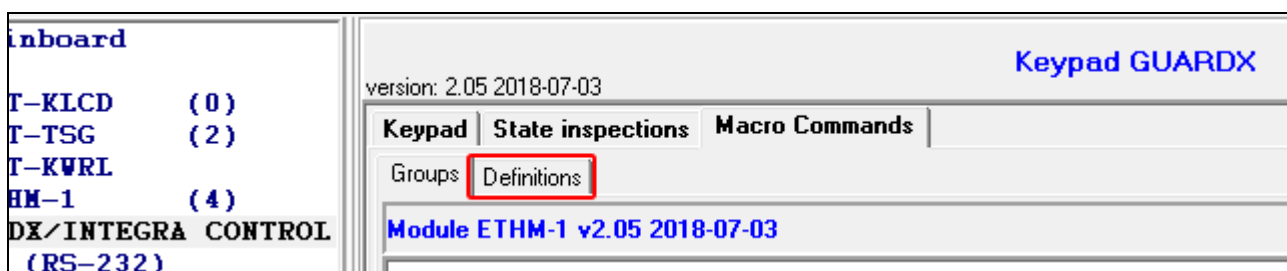 inboard
T-KLCD (0)
T-TSG (2)
T-KWRL
HM-1 (4)
DX/INTEGRA CONTROL
(RS-232)
Keypad GUARDX
version: 2.05 2018-07-03
Keypad State inspections Macro Commands
Groups Definitions
Module ETHM-1 v2.05 2018-07-03